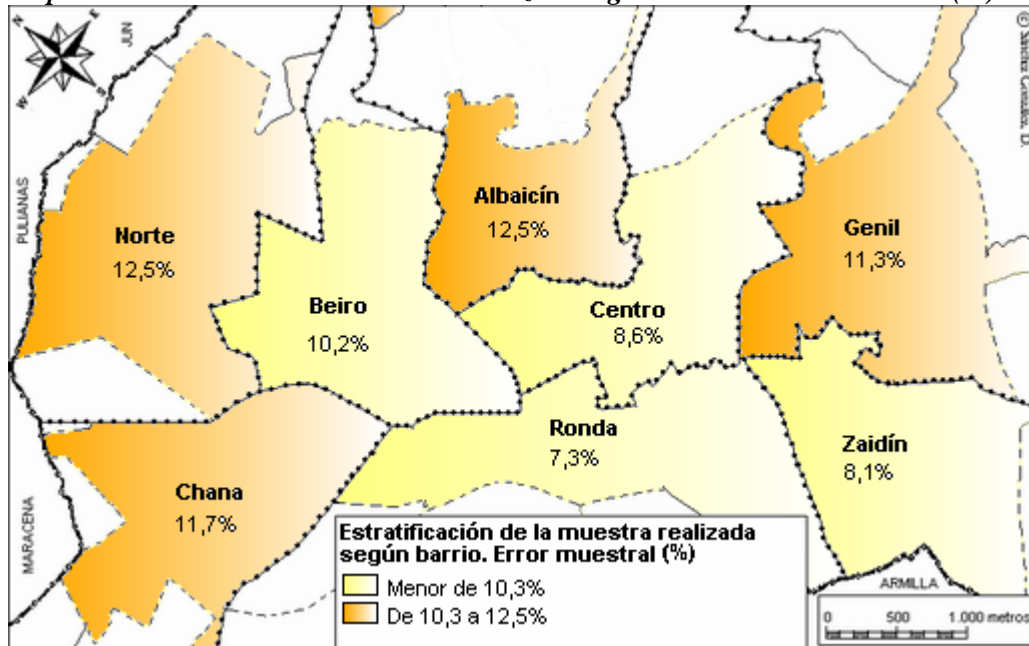 (%)
N
E
S
W
JUN
PULIANAS
MARACENA
© Sánchez González, D.
Norte
12,5%
Albaicín
12,5%
Genil
11,3%
Beiro
10,2%
Centro
8,6%
Ronda
7,3%
Zaidín
8,1%
Chana
11,7%
Estratificación de la muestra realizada
según barrio. Error muestral (%)
Menor de 10,3%
De 10,3 a 12,5%
ARMILLA
0 500 1.000 metros